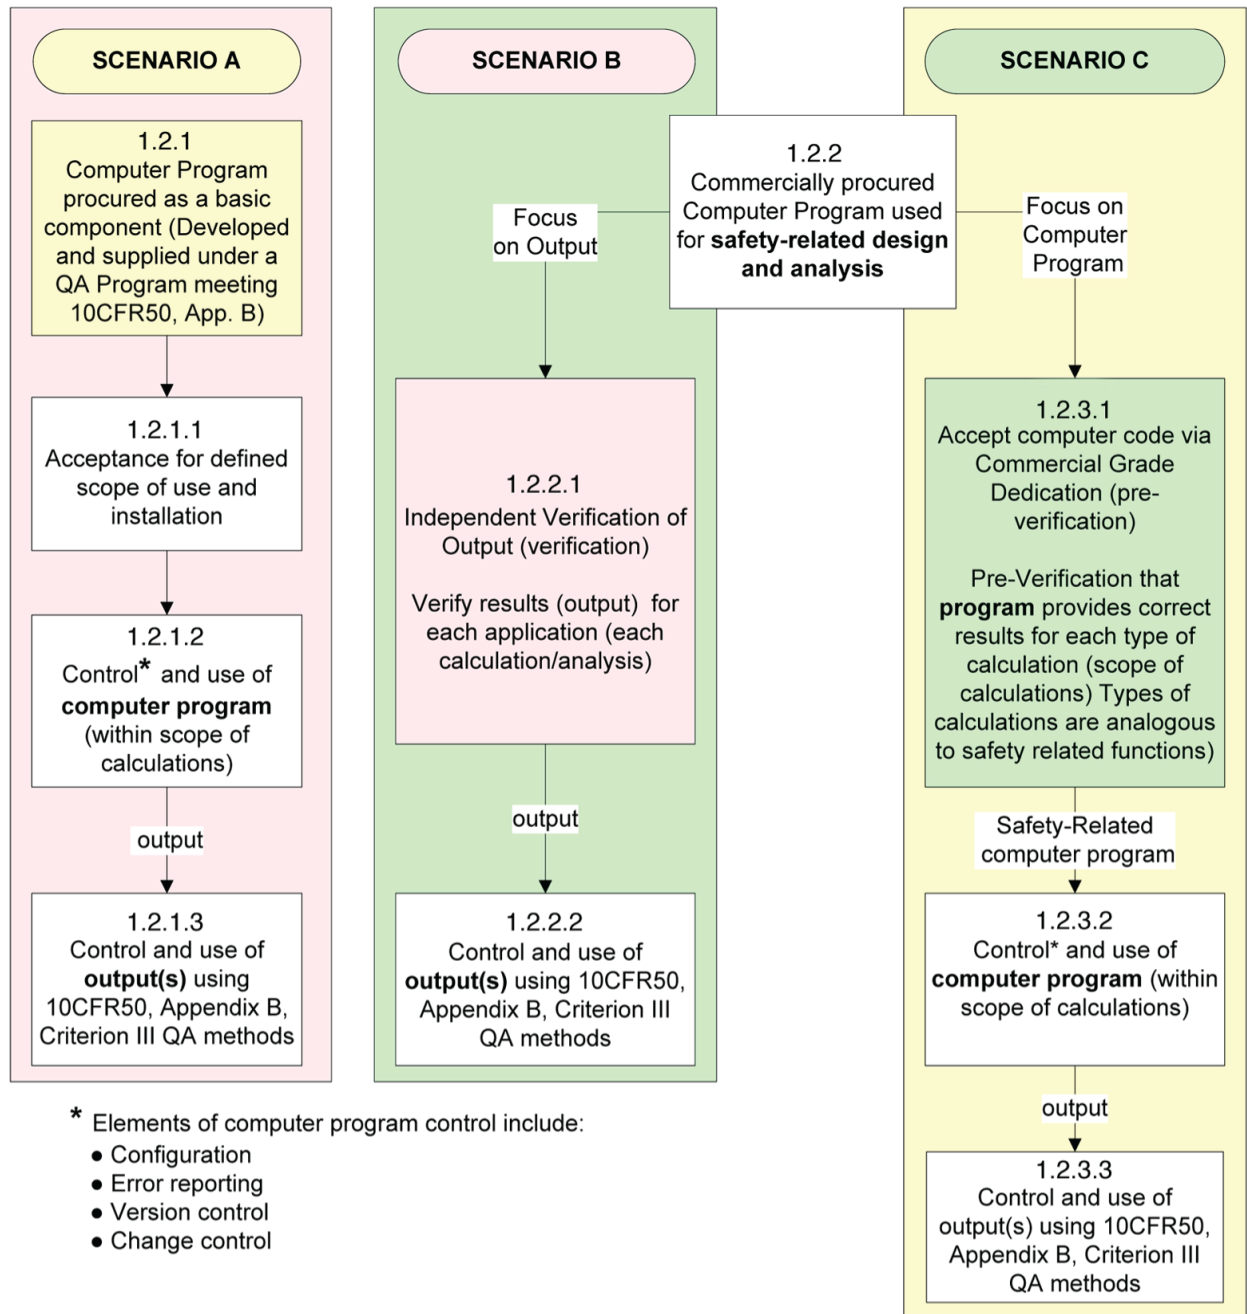 SCENARIO A
1.2.1
Computer Program
procured as a basic
component (Developed
and supplied under a
QA Program meeting
10CFR50, App. B)
1.2.1.1
Acceptance for defined
scope of use and
installation
1.2.1.2
Control* and use of
computer program
(within scope of
calculations)
output
1.2.1.3
Control and use of
output(s) using
10CFR50, Appendix B,
Criterion III QA methods
SCENARIO B
1.2.2
Commercially procured
Computer Program used
for safety-related design
and analysis
Focus
on Output
1.2.2.1
Independent Verification of
Output (verification)
Verify results (output) for
each application (each
calculation/analysis)
output
1.2.2.2
Control and use of
output(s) using 10CFR50,
Appendix B, Criterion III
QA methods
SCENARIO C
Focus on
Computer
Program
1.2.3.1
Accept computer code via
Commercial Grade
Dedication (pre-
verification)
Pre-Verification that
program provides correct
results for each type of
calculation (scope of
calculations) Types of
calculations are analogous
to safety related functions)
Safety-Related
computer program
1.2.3.2
Control* and use of
computer program (within
scope of calculations)
output
1.2.3.3
Control and use of
output(s) using 10CFR50,
Appendix B, Criterion III
QA methods
* Elements of computer program control include:
● Configuration
● Error reporting
● Version control
● Change control